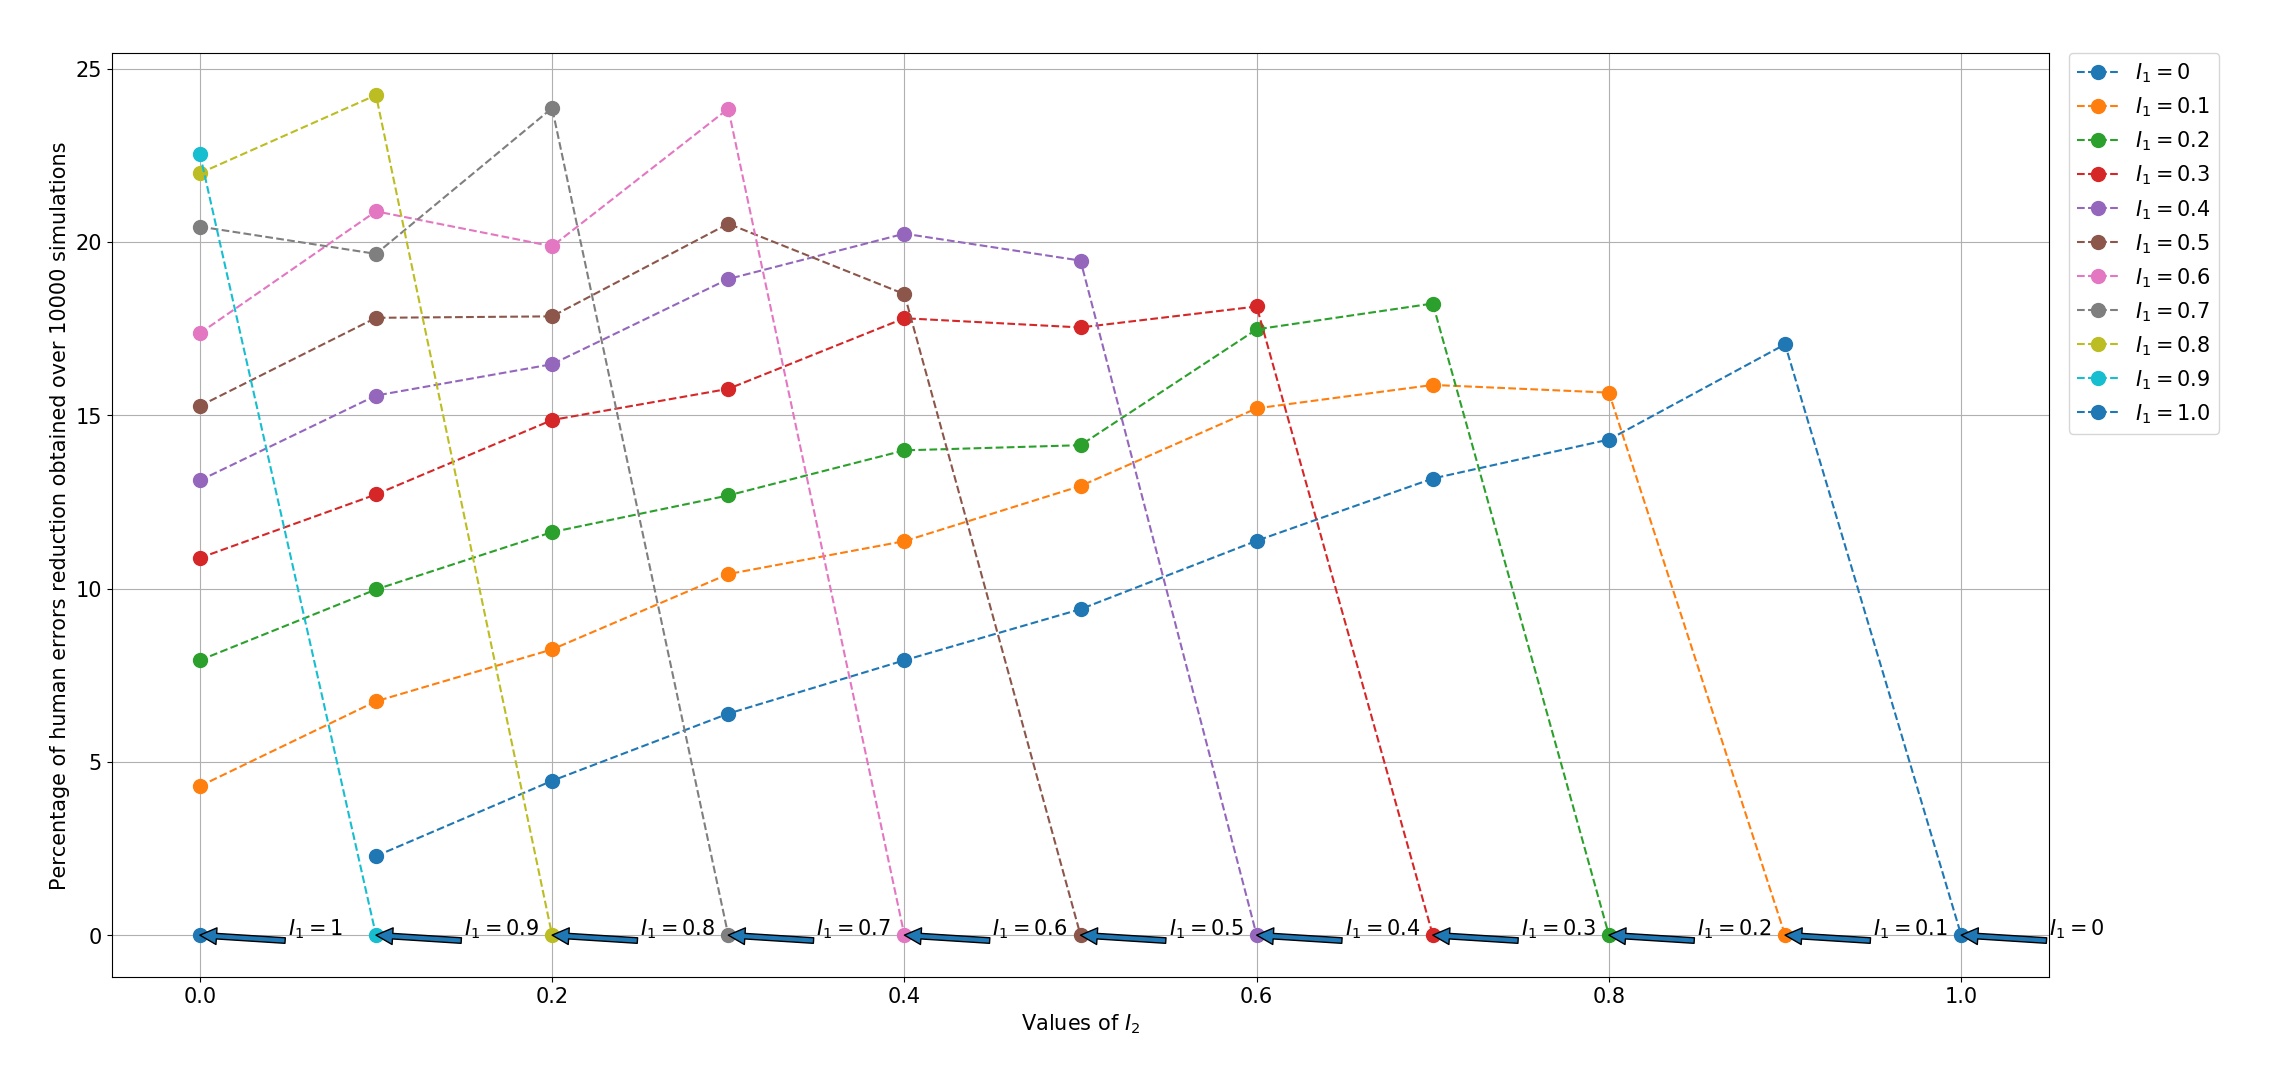 Percentage of human errors reduction obtained over 10000 simulations
25
20
15
10
5
0
I₁ = 1
I₁ = 0.9
I₁ = 0.8
I₁ = 0.7
I₁ = 0.6
I₁ = 0.5
I₁ = 0.4
I₁ = 0.3
I₁ = 0.2
I₁ = 0.1
I₁ = 0
0.0
0.2
0.4
0.6
0.8
1.0
Values of I₂
I₁ = 0
I₁ = 0.1
I₁ = 0.2
I₁ = 0.3
I₁ = 0.4
I₁ = 0.5
I₁ = 0.6
I₁ = 0.7
I₁ = 0.8
I₁ = 0.9
I₁ = 1.0